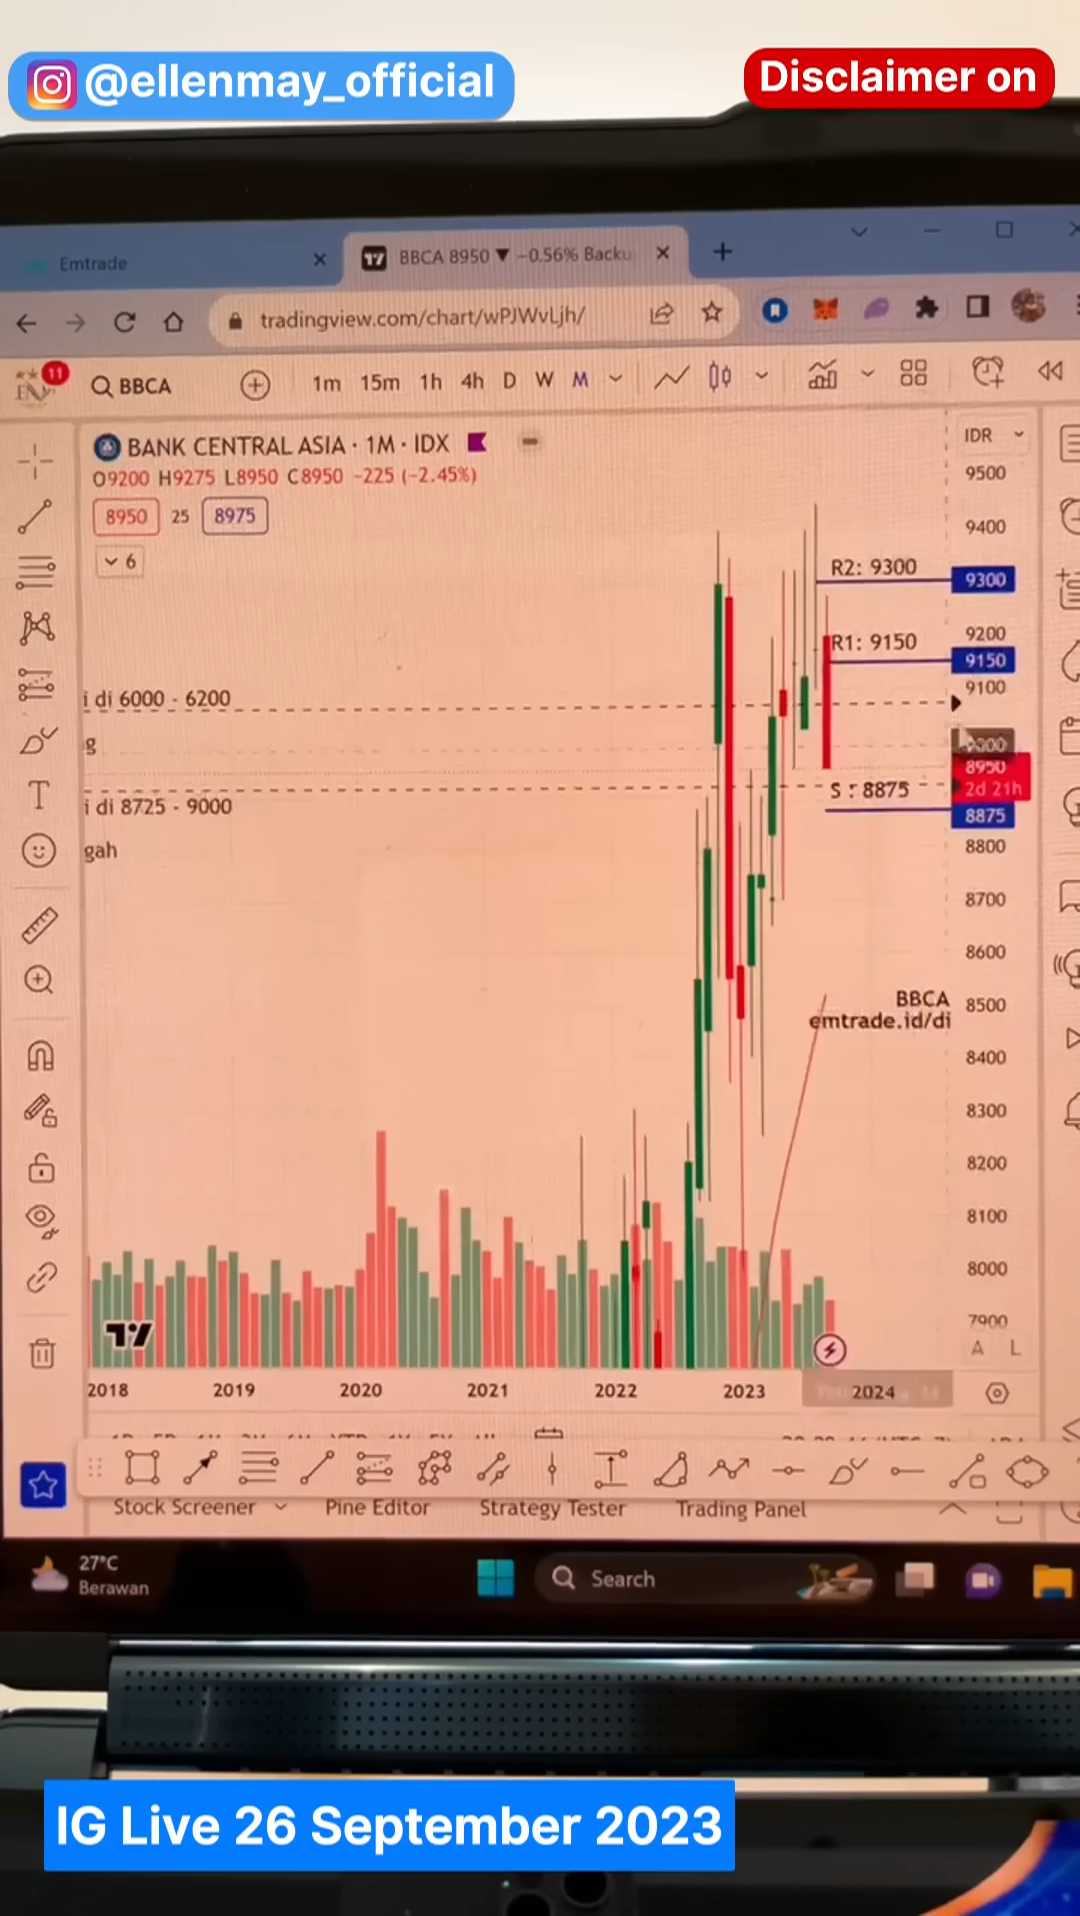 @ellenmay_official
Disclaimer on
Emtrade
BBCA 8950 ▼ −0.56% Backu
tradingview.com/chart/wPJWvLjh/
11
BBCA
1m 15m 1h 4h D W M
BANK CENTRAL ASIA · 1M · IDX
IDR
O9200 H9275 L8950 C8950 −225 (−2.45%)
8950 25 8975
6
9500
9400
R2: 9300
9300
9200
R1: 9150
9150
9100
i di 6000 - 6200
g
8950
2d 21h
S : 8875
8875
i di 8725 - 9000
gah
8800
8700
8600
BBCA
8500
emtrade.id/di
8400
8300
8200
8100
8000
7900
A L
2018 2019 2020 2021 2022 2023 2024
Stock Screener Pine Editor Strategy Tester Trading Panel
27°C
Berawan
Search
IG Live 26 September 2023